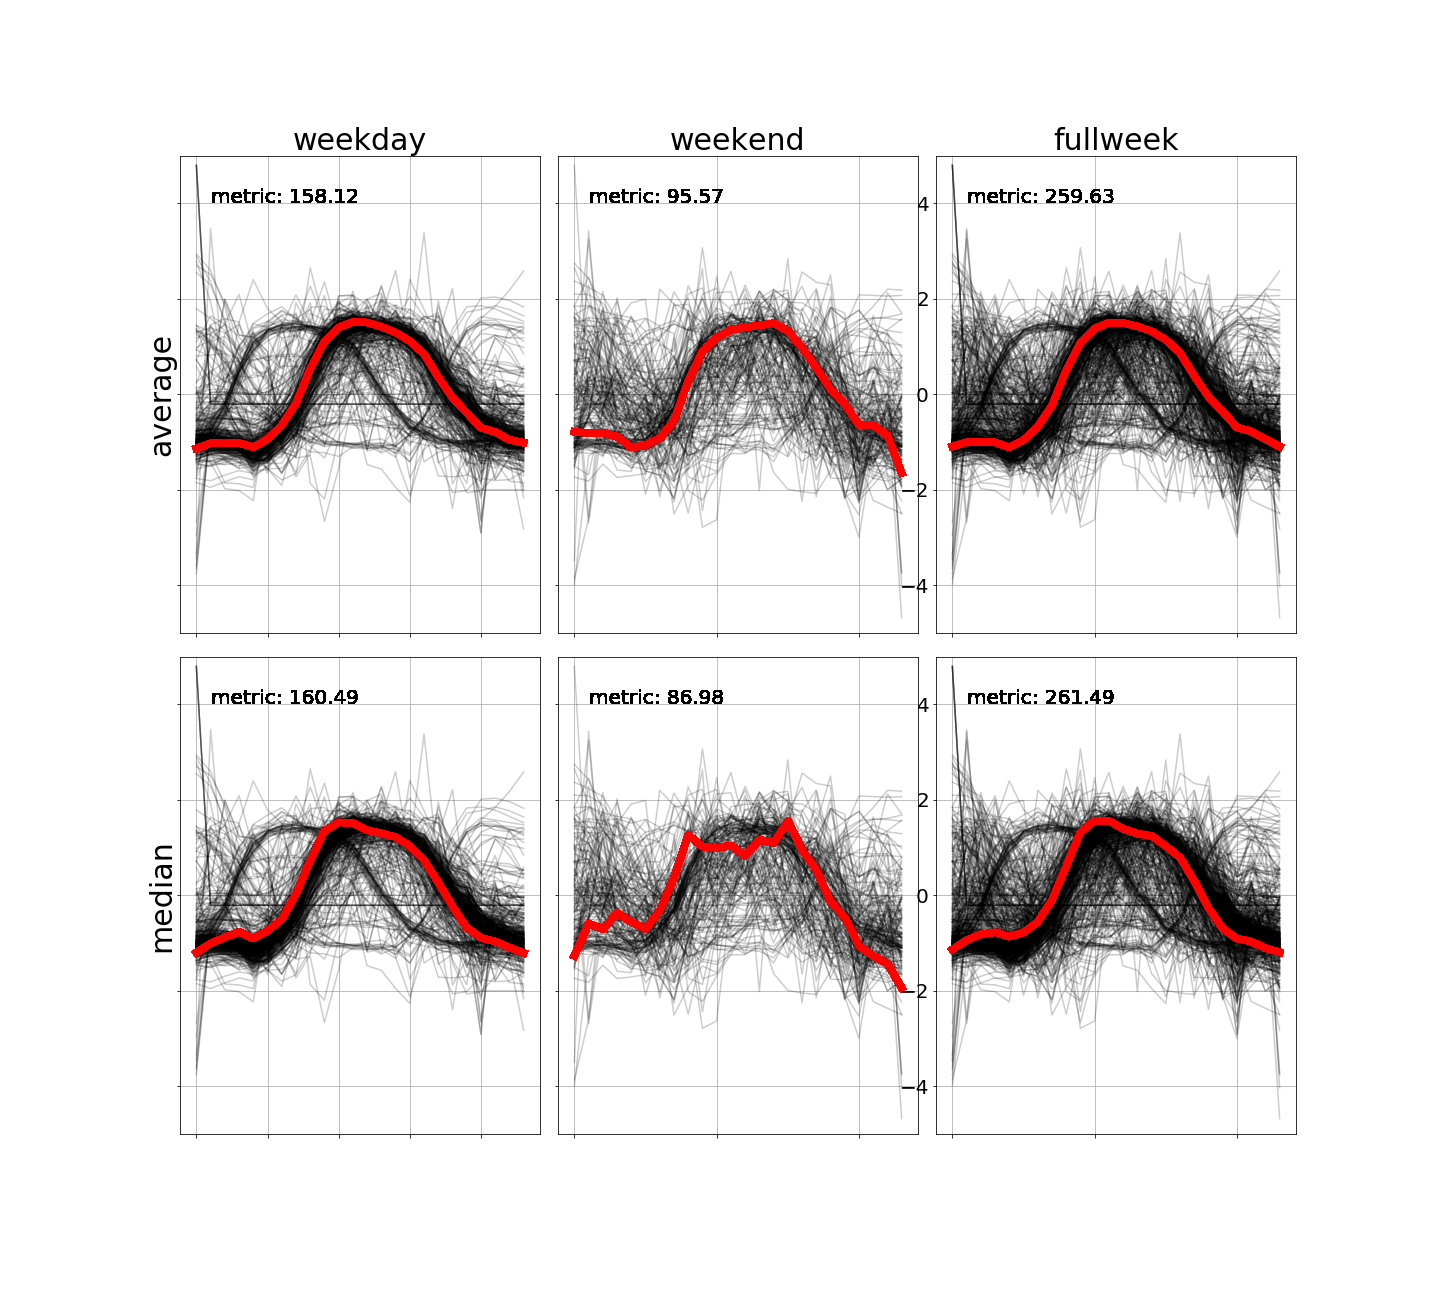 weekday weekend fullweek
average
metric: 158.12
metric: 95.57
metric: 259.63
4
2
0
−2
−4
median
metric: 160.49
metric: 86.98
metric: 261.49
4
2
0
−2
−4